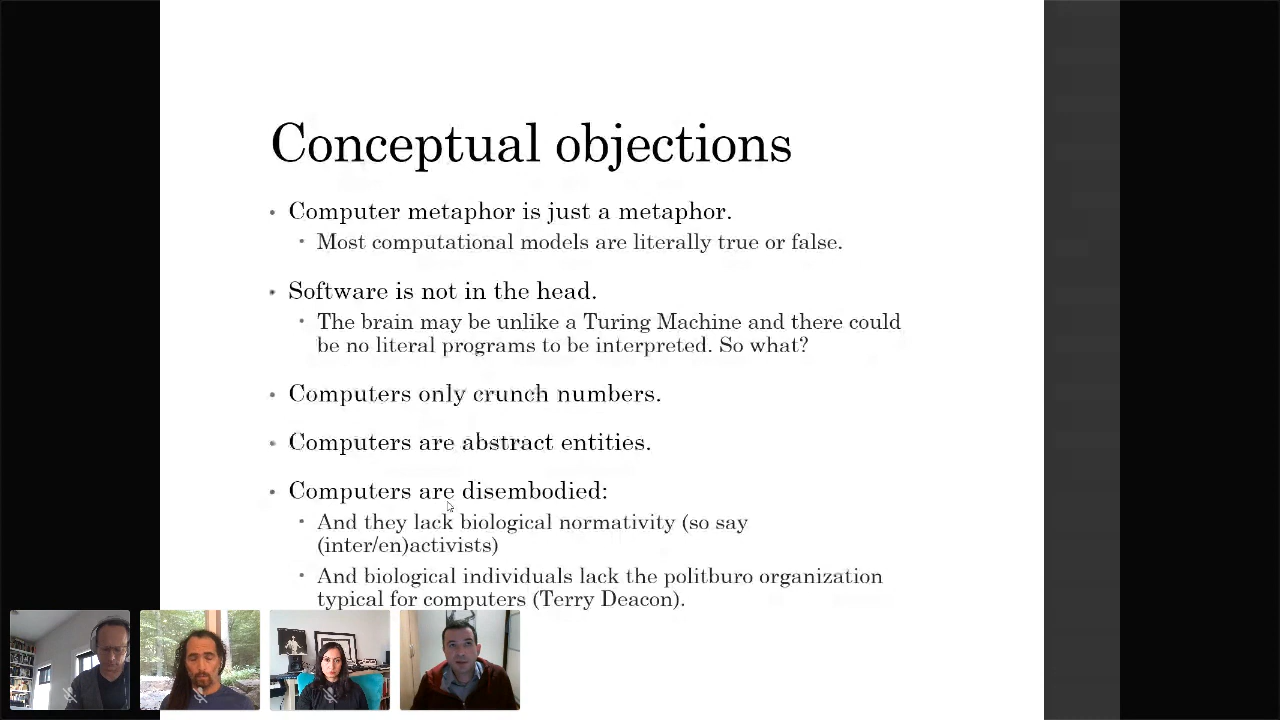 Conceptual objections
• Computer metaphor is just a metaphor.
• Most computational models are literally true or false.
• Software is not in the head.
• The brain may be unlike a Turing Machine and there could
be no literal programs to be interpreted. So what?
• Computers only crunch numbers.
• Computers are abstract entities.
• Computers are disembodied:
• And they lack biological normativity (so say
(inter/en)activists)
• And biological individuals lack the politburo organization
typical for computers (Terry Deacon).